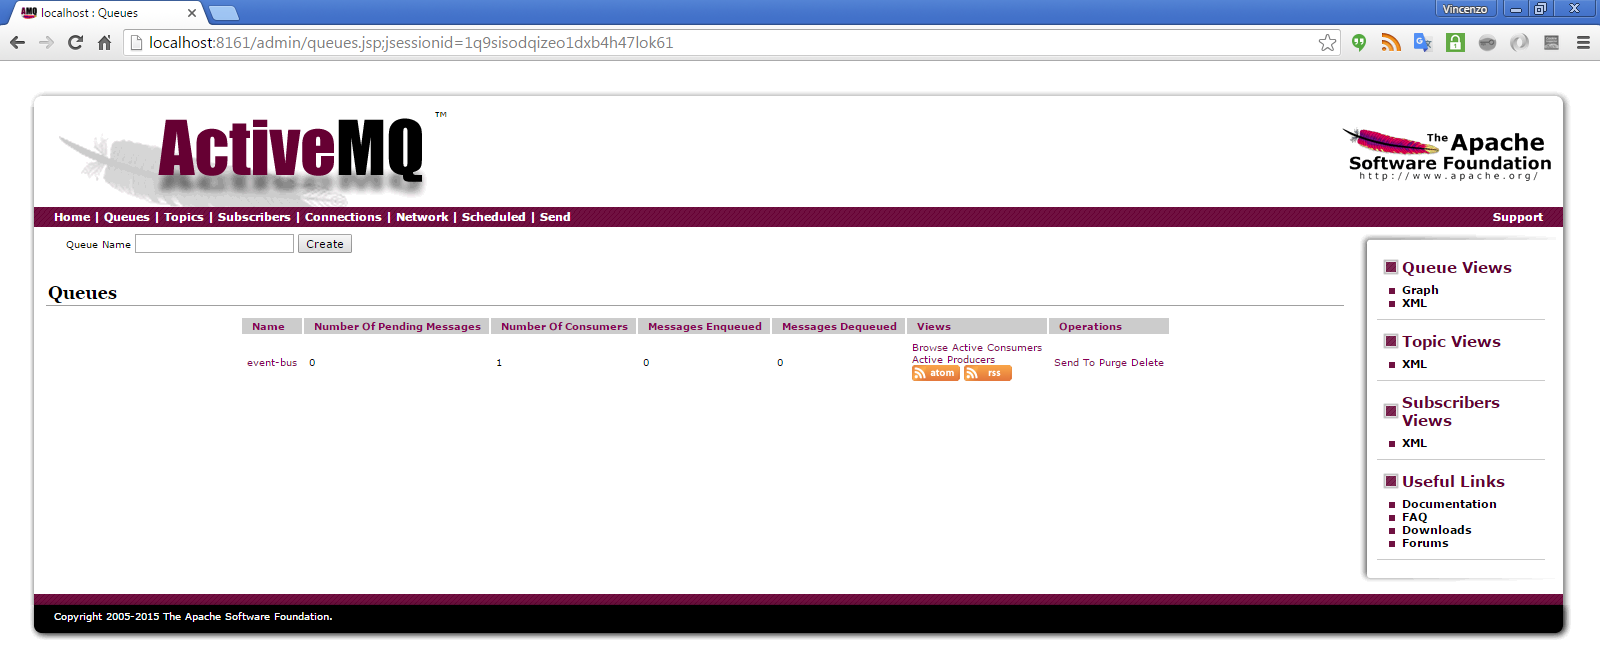 AMQ localhost : Queues
Vincenzo
localhost:8161/admin/queues.jsp;jsessionid=1q9sisodqizeo1dxb4h47lok61
ActiveMQ ™
The Apache
Software Foundation
http://www.apache.org/
Home | Queues | Topics | Subscribers | Connections | Network | Scheduled | Send
Support
Queue Name Create
Queues
Name Number Of Pending Messages Number Of Consumers Messages Enqueued Messages Dequeued Views Operations
event-bus 0 1 0 0
Browse Active Consumers
Active Producers
atom rss
Send To Purge Delete
Queue Views
Graph
XML
Topic Views
XML
Subscribers
Views
XML
Useful Links
Documentation
FAQ
Downloads
Forums
Copyright 2005-2015 The Apache Software Foundation.